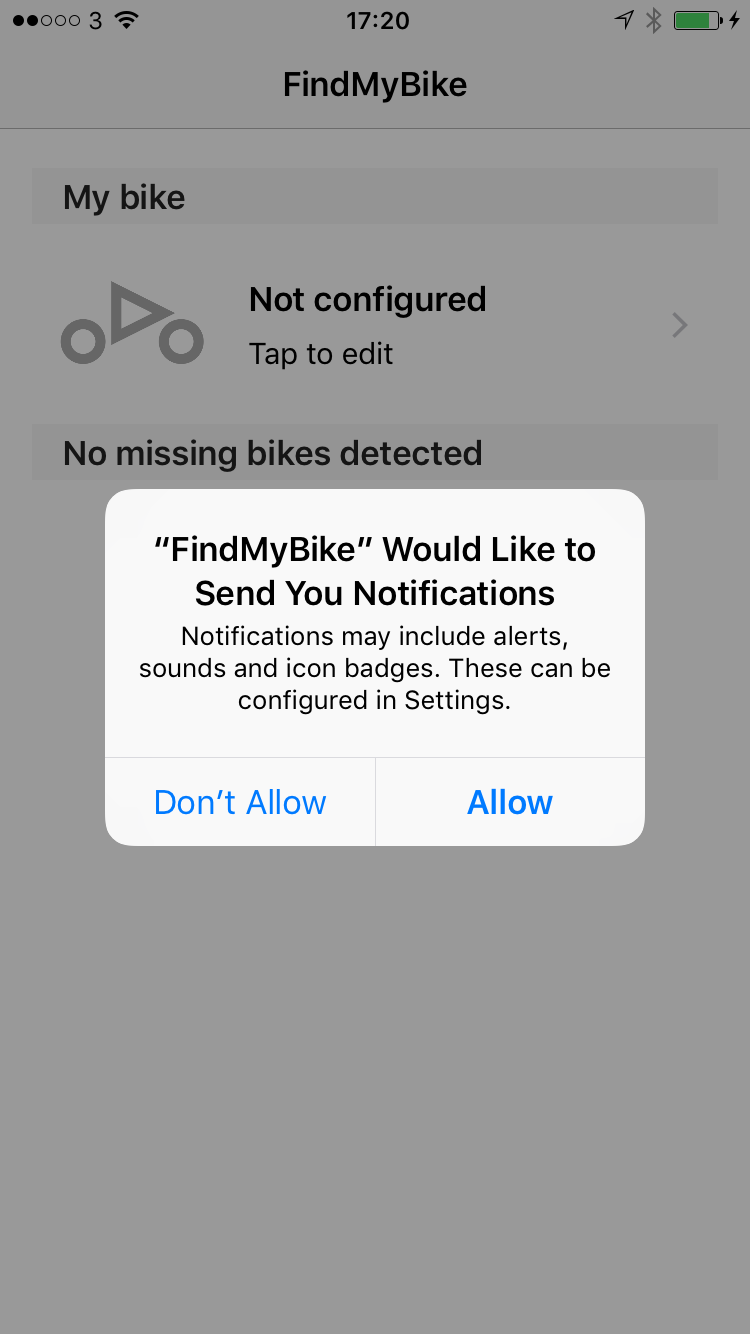 3 17:20
FindMyBike
My bike
Not configured
Tap to edit
No missing bikes detected
“FindMyBike” Would Like to
Send You Notifications
Notifications may include alerts,
sounds and icon badges. These can be
configured in Settings.
Don’t Allow Allow